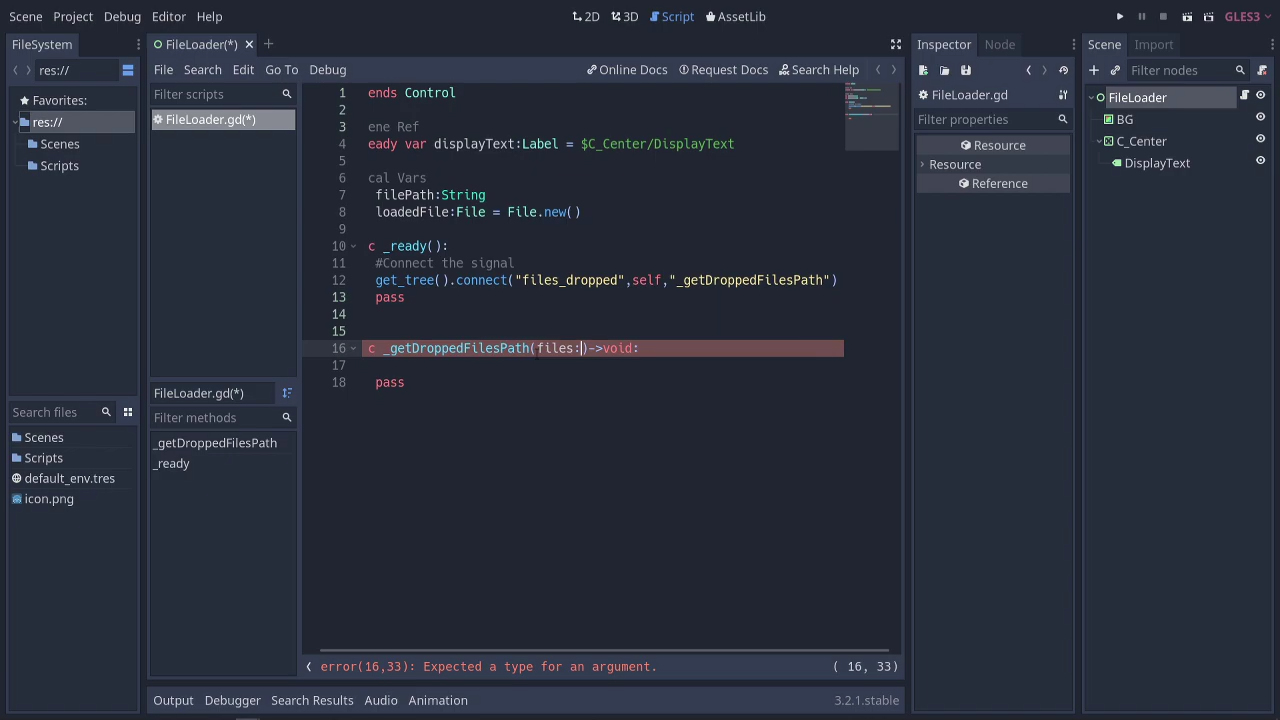 Scene Project Debug Editor Help 2D 3D Script AssetLib GLES3
FileSystem
res://
Favorites:
res://
Scenes
Scripts
Search files
Scenes
Scripts
default_env.tres
icon.png
FileLoader(*)
File Search Edit Go To Debug Online Docs Request Docs Search Help
Filter scripts
FileLoader.gd(*)
FileLoader.gd(*)
Filter methods
_getDroppedFilesPath
_ready
1 ends Control
2
3 ene Ref
4 eady var displayText:Label = $C_Center/DisplayText
5
6 cal Vars
7 filePath:String
8 loadedFile:File = File.new()
9
10 c _ready():
11 #Connect the signal
12 get_tree().connect("files_dropped",self,"_getDroppedFilesPath")
13 pass
14
15
16 c _getDroppedFilesPath(files:)->void:
17
18 pass
error(16,33): Expected a type for an argument. ( 16, 33)
Output Debugger Search Results Audio Animation 3.2.1.stable
Inspector Node
FileLoader.gd
Filter properties
Resource
Resource
Reference
Scene Import
Filter nodes
FileLoader
BG
C_Center
DisplayText